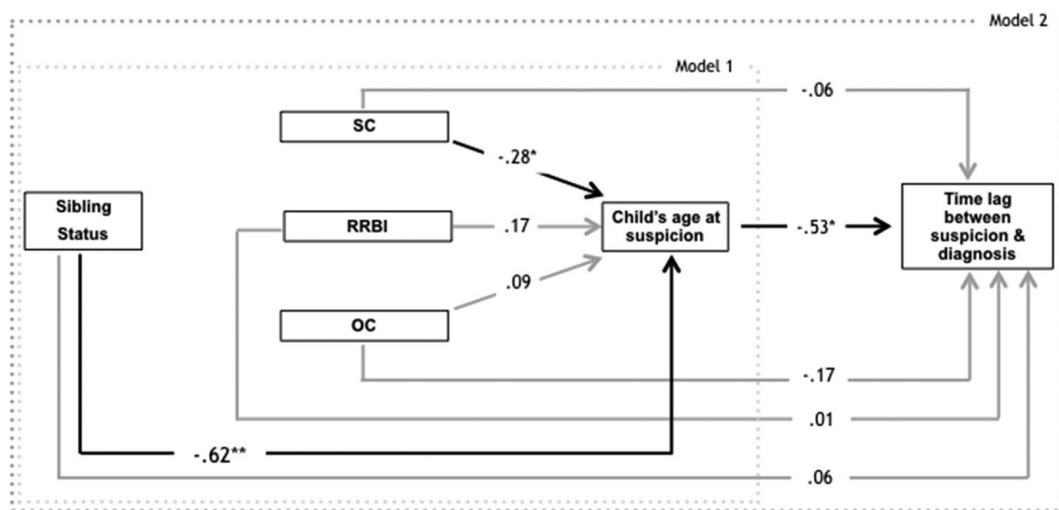 Model 2
Model 1
-.06
SC
-.28*
Sibling
Status
RRBI
.17
Child's age at
suspicion
-.53*
Time lag
between
suspicion &
diagnosis
.09
OC
-.17
.01
-.62**
.06